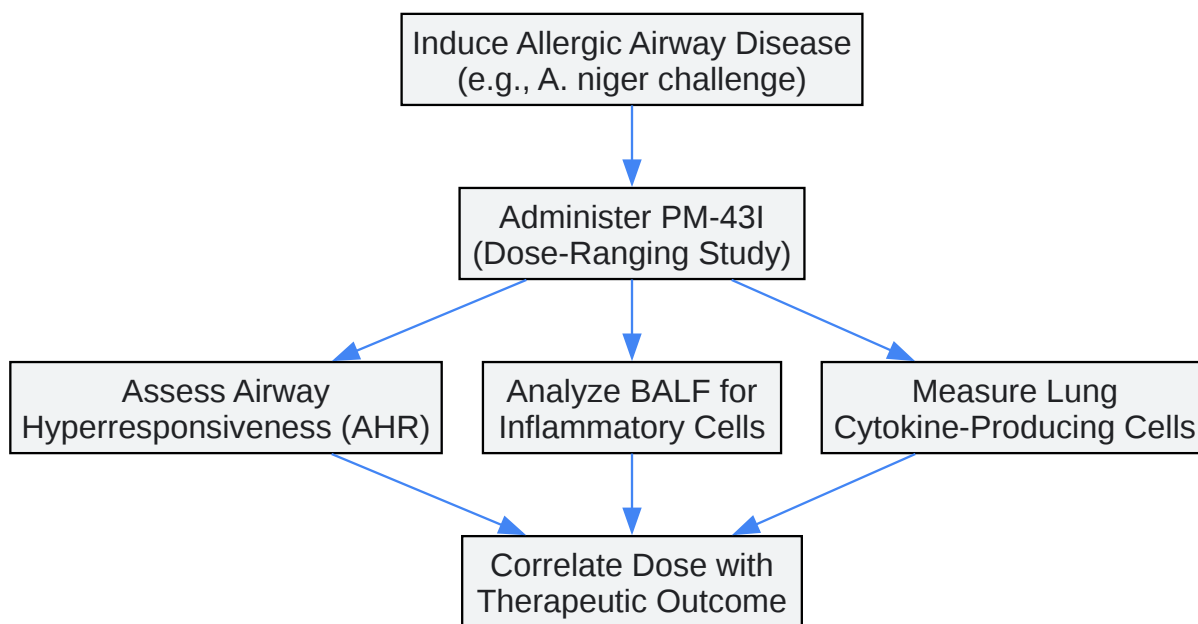 Induce Allergic Airway Disease
(e.g., A. niger challenge)
Administer PM-43I
(Dose-Ranging Study)
Assess Airway
Hyperresponsiveness (AHR)
Analyze BALF for
Inflammatory Cells
Measure Lung
Cytokine-Producing Cells
Correlate Dose with
Therapeutic Outcome